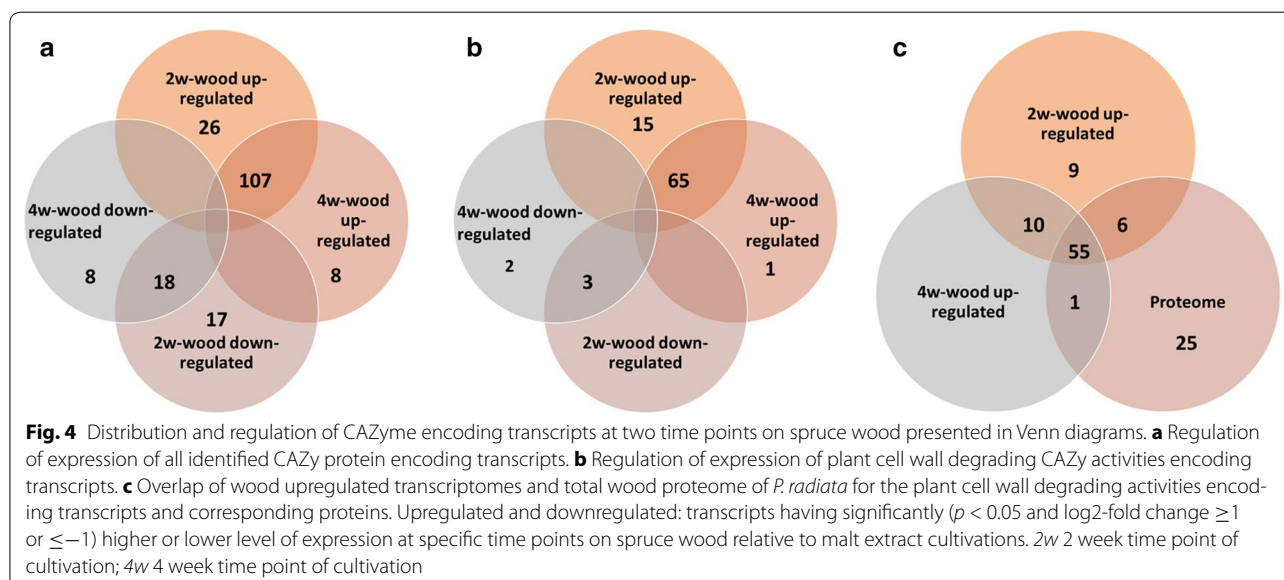 a
2w-wood up-
regulated
26
107
4w-wood down-
regulated
8
4w-wood
up-
regulated
8
18
17
2w-wood down-
regulated
b
2w-wood up-
regulated
15
65
4w-wood down-
regulated
2
4w-wood
up-
regulated
1
3
2w-wood down-
regulated
c
2w-wood up-
regulated
9
10
6
55
4w-wood up-
regulated
1
Proteome
25
Fig. 4 Distribution and regulation of CAZyme encoding transcripts at two time points on spruce wood presented in Venn diagrams. a Regulation
of expression of all identified CAZy protein encoding transcripts. b Regulation of expression of plant cell wall degrading CAZy activities encoding
transcripts. c Overlap of wood upregulated transcriptomes and total wood proteome of P. radiata for the plant cell wall degrading activities encod-
ing transcripts and corresponding proteins. Upregulated and downregulated: transcripts having significantly (p < 0.05 and log2-fold change ≥1
or ≤−1) higher or lower level of expression at specific time points on spruce wood relative to malt extract cultivations. 2w 2 week time point of
cultivation; 4w 4 week time point of cultivation